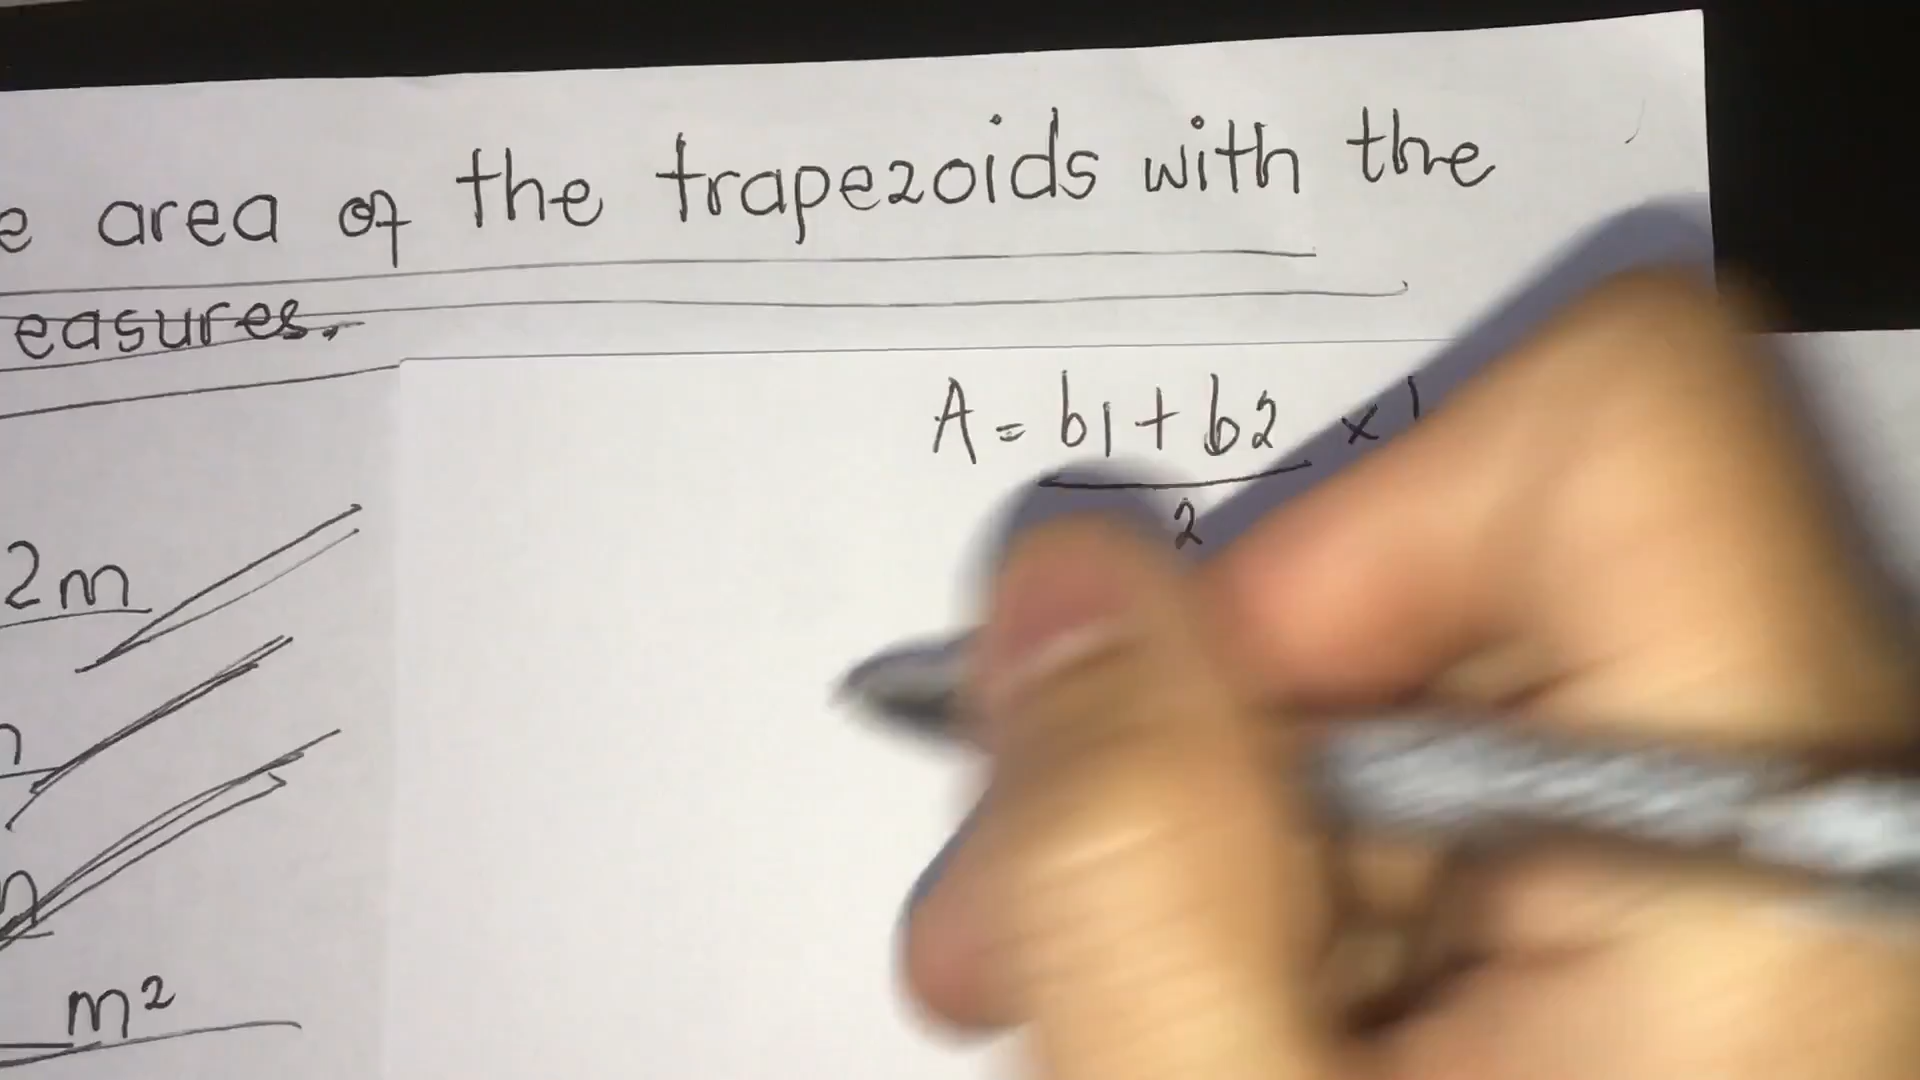 e area of the trapezoids with the
easures.
A = b1 + b2 ×
2
2m
m²